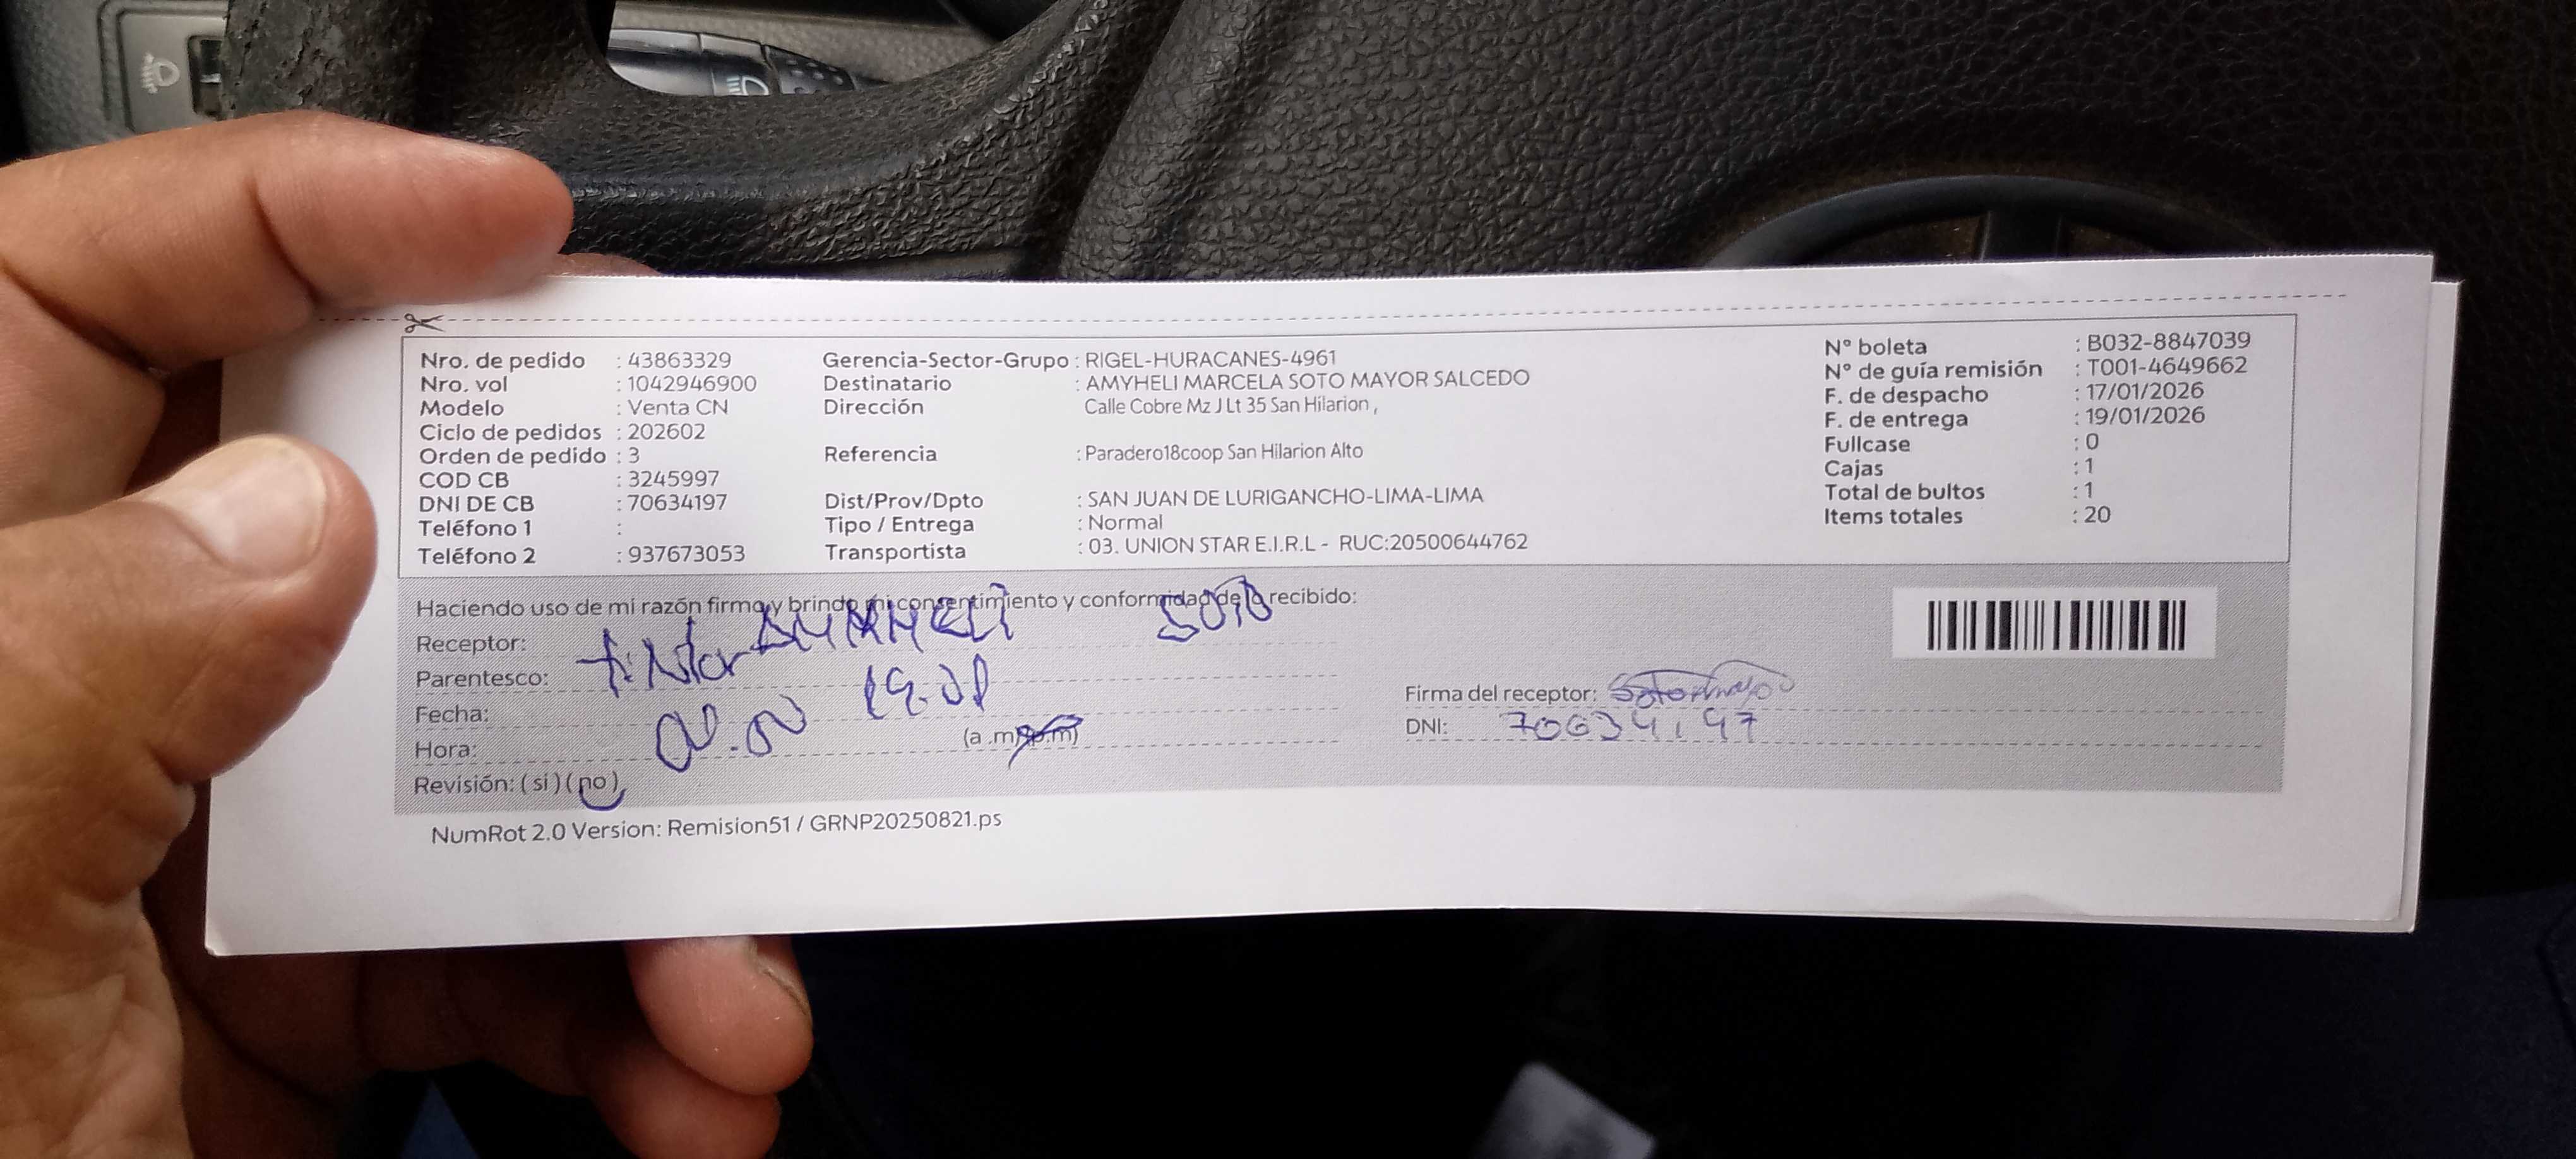 Nro. de pedido : 43863329
Nro. vol : 1042946900
Modelo : Venta CN
Ciclo de pedidos : 202602
Orden de pedido : 3
COD CB : 3245997
DNI DE CB : 70634197
Teléfono 1 :
Teléfono 2 : 937673053
Gerencia-Sector-Grupo : RIGEL-HURACANES-4961
Destinatario : AMYHELI MARCELA SOTO MAYOR SALCEDO
Dirección Calle Cobre Mz J Lt 35 San Hilarion ,
Referencia : Paradero18coop San Hilarion Alto
Dist/Prov/Dpto : SAN JUAN DE LURIGANCHO-LIMA-LIMA
Tipo / Entrega : Normal
Transportista : 03. UNION STAR E.I.R.L - RUC:20500644762
N° boleta : B032-8847039
N° de guía remisión : T001-4649662
F. de despacho : 17/01/2026
F. de entrega : 19/01/2026
Fullcase : 0
Cajas : 1
Total de bultos : 1
Items totales : 20
Haciendo uso de mi razón firmo y brindo mi consentimiento y conformidad de lo recibido:
Receptor: AMYHELI SOTO
Parentesco:
Fecha: 19.01
Hora: (a .m)(p.m)
Revisión: ( si ) ( no )
Firma del receptor: Sotomayo
DNI: 70634197
NumRot 2.0 Version: Remision51 / GRNP20250821.ps